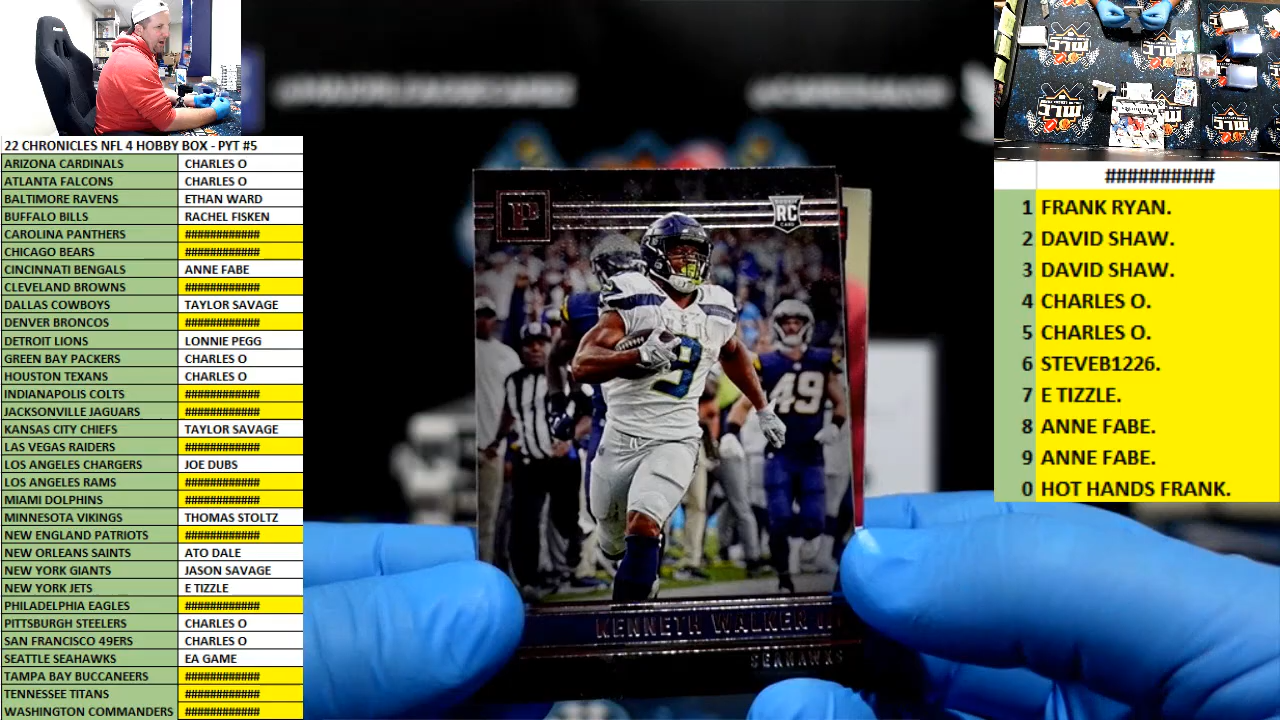 22 CHRONICLES NFL 4 HOBBY BOX - PYT #5
ARIZONA CARDINALS CHARLES O
ATLANTA FALCONS CHARLES O
BALTIMORE RAVENS ETHAN WARD
BUFFALO BILLS RACHEL FISKEN
CAROLINA PANTHERS ############
CHICAGO BEARS ############
CINCINNATI BENGALS ANNE FABE
CLEVELAND BROWNS ############
DALLAS COWBOYS TAYLOR SAVAGE
DENVER BRONCOS ############
DETROIT LIONS LONNIE PEGG
GREEN BAY PACKERS CHARLES O
HOUSTON TEXANS CHARLES O
INDIANAPOLIS COLTS ############
JACKSONVILLE JAGUARS ############
KANSAS CITY CHIEFS TAYLOR SAVAGE
LAS VEGAS RAIDERS ############
LOS ANGELES CHARGERS JOE DUBS
LOS ANGELES RAMS ############
MIAMI DOLPHINS ############
MINNESOTA VIKINGS THOMAS STOLTZ
NEW ENGLAND PATRIOTS ############
NEW ORLEANS SAINTS ATO DALE
NEW YORK GIANTS JASON SAVAGE
NEW YORK JETS E TIZZLE
PHILADELPHIA EAGLES ############
PITTSBURGH STEELERS CHARLES O
SAN FRANCISCO 49ERS CHARLES O
SEATTLE SEAHAWKS EA GAME
TAMPA BAY BUCCANEERS ############
TENNESSEE TITANS ############
WASHINGTON COMMANDERS ############
P
RC
9
49
KENNETH WALKER III
SEAHAWKS
##########
1 FRANK RYAN.
2 DAVID SHAW.
3 DAVID SHAW.
4 CHARLES O.
5 CHARLES O.
6 STEVEB1226.
7 E TIZZLE.
8 ANNE FABE.
9 ANNE FABE.
0 HOT HANDS FRANK.